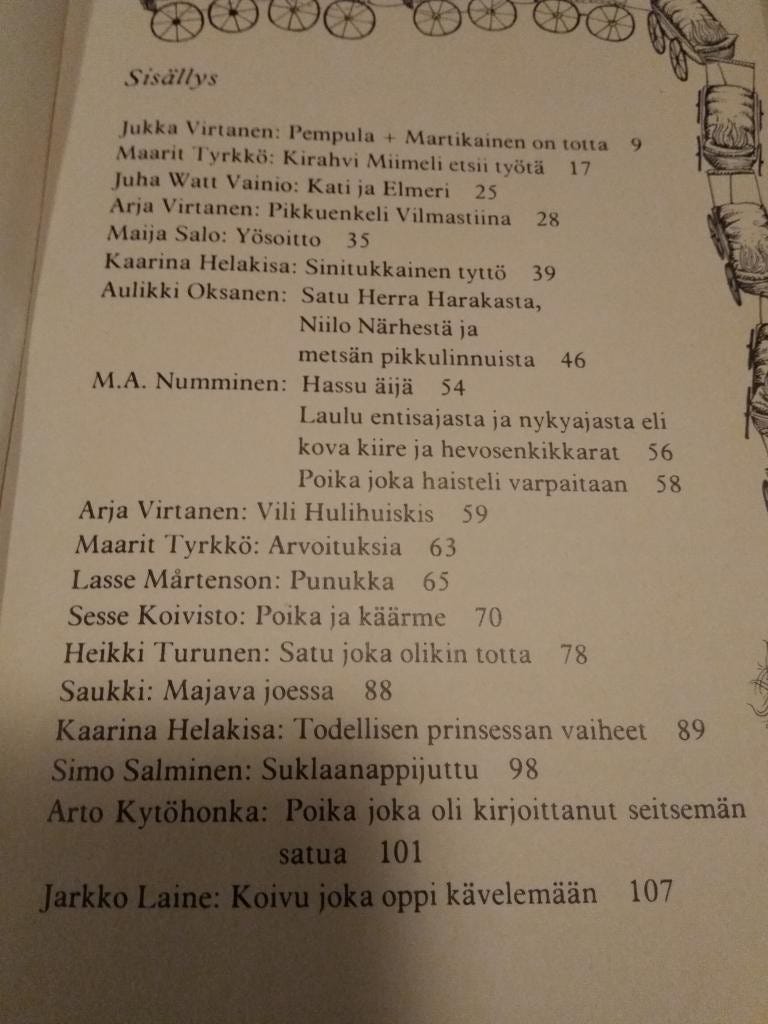 Sisällys
Jukka Virtanen: Pempula + Martikainen on totta 9
Maarit Tyrkkö: Kirahvi Miimeli etsii työtä 17
Juha Watt Vainio: Kati ja Elmeri 25
Arja Virtanen: Pikkuenkeli Vilmastiina 28
Maija Salo: Yösoitto 35
Kaarina Helakisa: Sinitukkainen tyttö 39
Aulikki Oksanen: Satu Herra Harakasta,
Niilo Närhestä ja
metsän pikkulinnuista 46
M.A. Numminen: Hassu äijä 54
Laulu entisajasta ja nykyajasta eli
kova kiire ja hevosenkikkarat 56
Poika joka haisteli varpaitaan 58
Arja Virtanen: Vili Hulihuiskis 59
Maarit Tyrkkö: Arvoituksia 63
Lasse Mårtenson: Punukka 65
Sesse Koivisto: Poika ja käärme 70
Heikki Turunen: Satu joka olikin totta 78
Saukki: Majava joessa 88
Kaarina Helakisa: Todellisen prinsessan vaiheet 89
Simo Salminen: Suklaanappijuttu 98
Arto Kytöhonka: Poika joka oli kirjoittanut seitsemän
satua 101
Jarkko Laine: Koivu joka oppi kävelemään 107